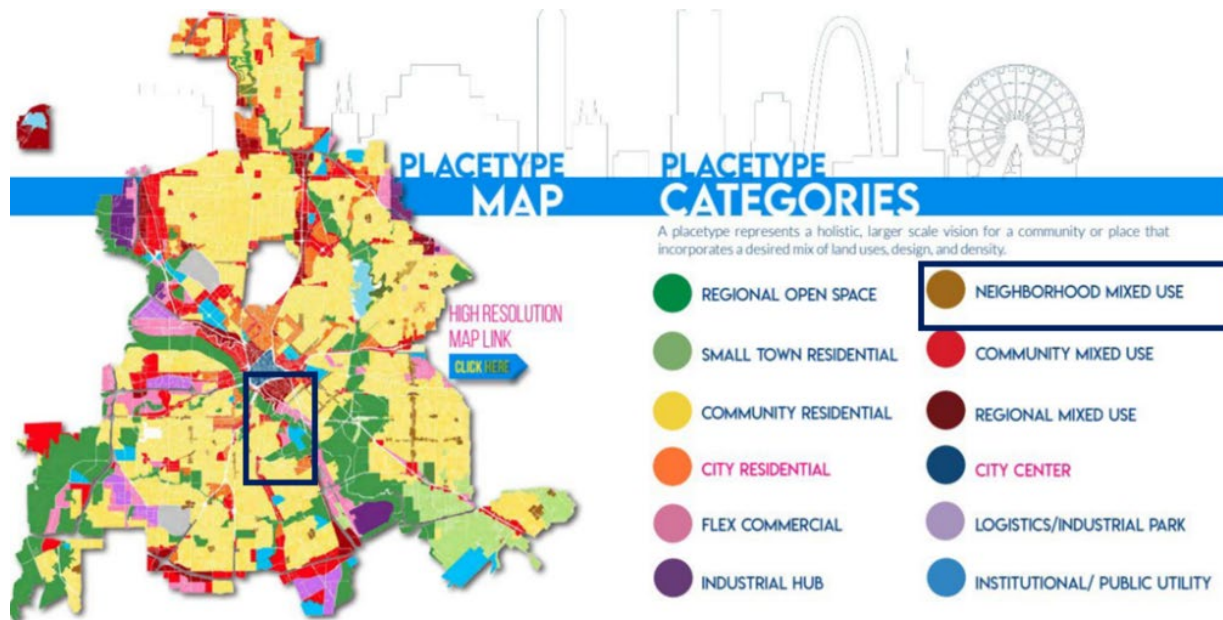 PLACETYPE
MAP
PLACETYPE
CATEGORIES
A placetype represents a holistic, larger scale vision for a community or place that
incorporates a desired mix of land uses, design, and density.
HIGH RESOLUTION
MAP LINK
CLICK HERE
REGIONAL OPEN SPACE
NEIGHBORHOOD MIXED USE
SMALL TOWN RESIDENTIAL
COMMUNITY MIXED USE
COMMUNITY RESIDENTIAL
REGIONAL MIXED USE
CITY RESIDENTIAL
CITY CENTER
FLEX COMMERCIAL
LOGISTICS/INDUSTRIAL PARK
INDUSTRIAL HUB
INSTITUTIONAL/ PUBLIC UTILITY